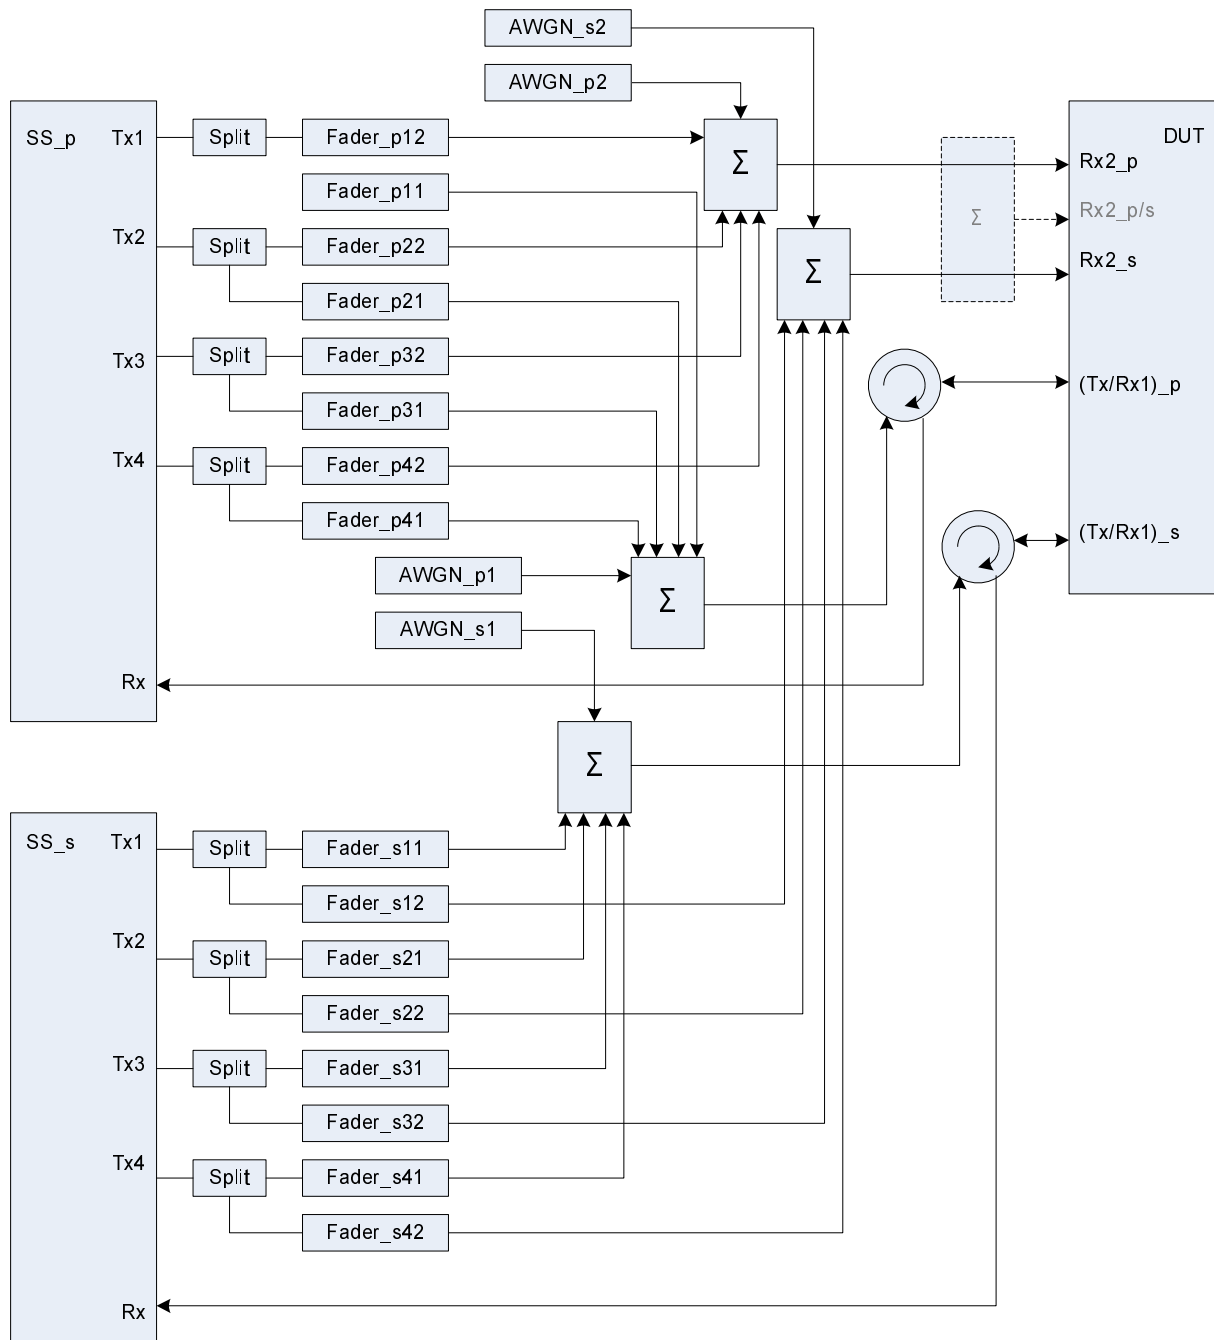 AWGN_s2
AWGN_p2
SS_p
Tx1
Split
Fader_p12
Σ
DUT
Rx2_p
Fader_p11
Σ
Rx2_p/s
Tx2
Split
Fader_p22
Σ
Rx2_s
Fader_p21
Tx3
Split
Fader_p32
(Tx/Rx1)_p
Fader_p31
Tx4
Split
Fader_p42
Fader_p41
(Tx/Rx1)_s
AWGN_p1
Σ
AWGN_s1
Rx
Σ
SS_s
Tx1
Split
Fader_s11
Fader_s12
Tx2
Split
Fader_s21
Fader_s22
Tx3
Split
Fader_s31
Fader_s32
Tx4
Split
Fader_s41
Fader_s42
Rx